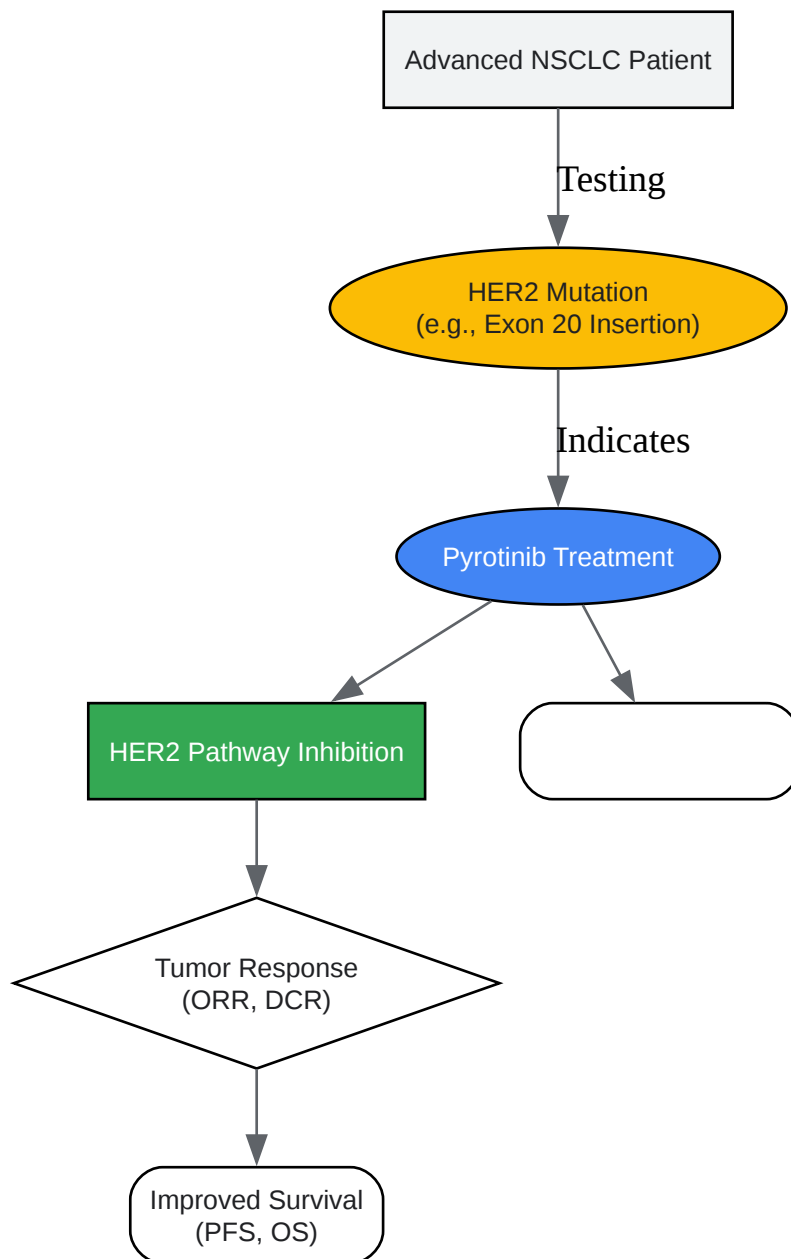 Advanced NSCLC Patient
Testing
HER2 Mutation
(e.g., Exon 20 Insertion)
Indicates
Pyrotinib Treatment
HER2 Pathway Inhibition
Tumor Response
(ORR, DCR)
Improved Survival
(PFS, OS)